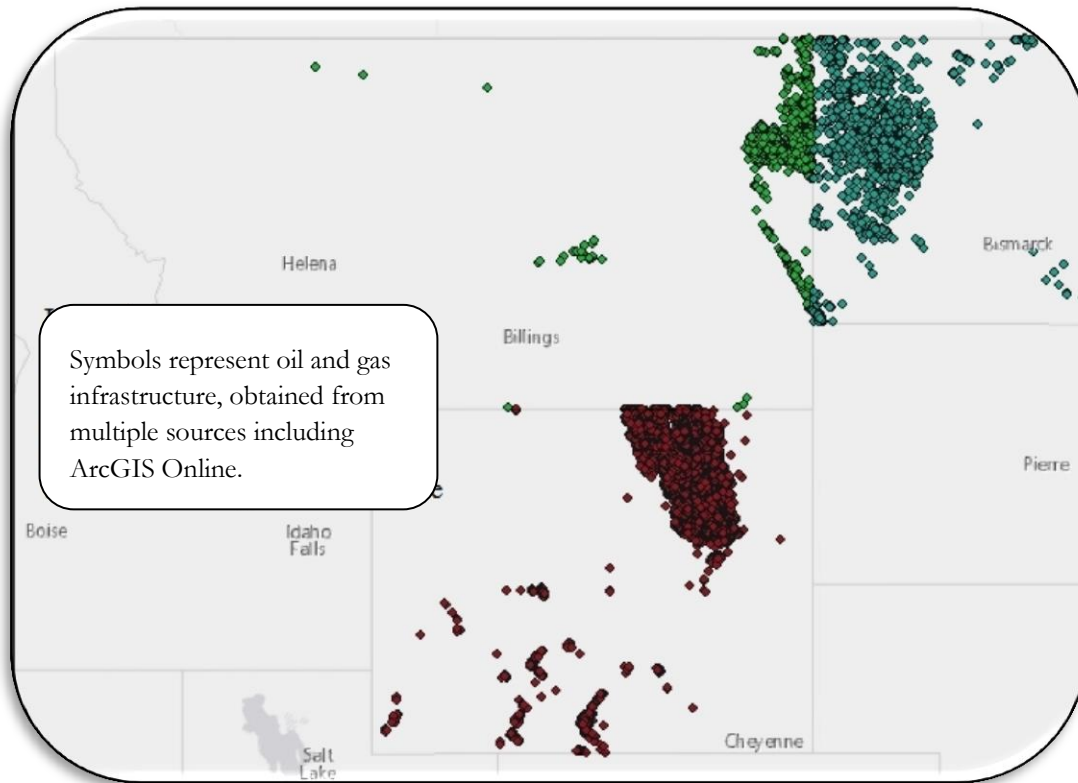 Bismarck
Helena
Billings
Symbols represent oil and gas
infrastructure, obtained from
multiple sources including
ArcGIS Online.
Pierre
Boise
Idaho
Falls
Cheyenne
Salt
Lake